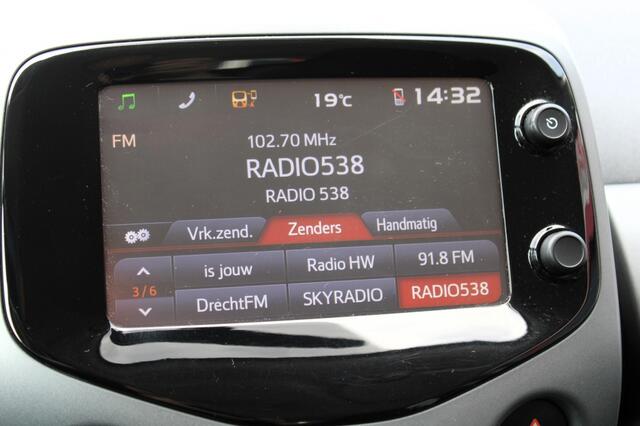 19°C 14:32
FM 102.70 MHz
RADIO538
RADIO 538
Vrk.zend. Zenders Handmatig
is jouw Radio HW 91.8 FM
3/6
DrechtFM SKYRADIO RADIO538